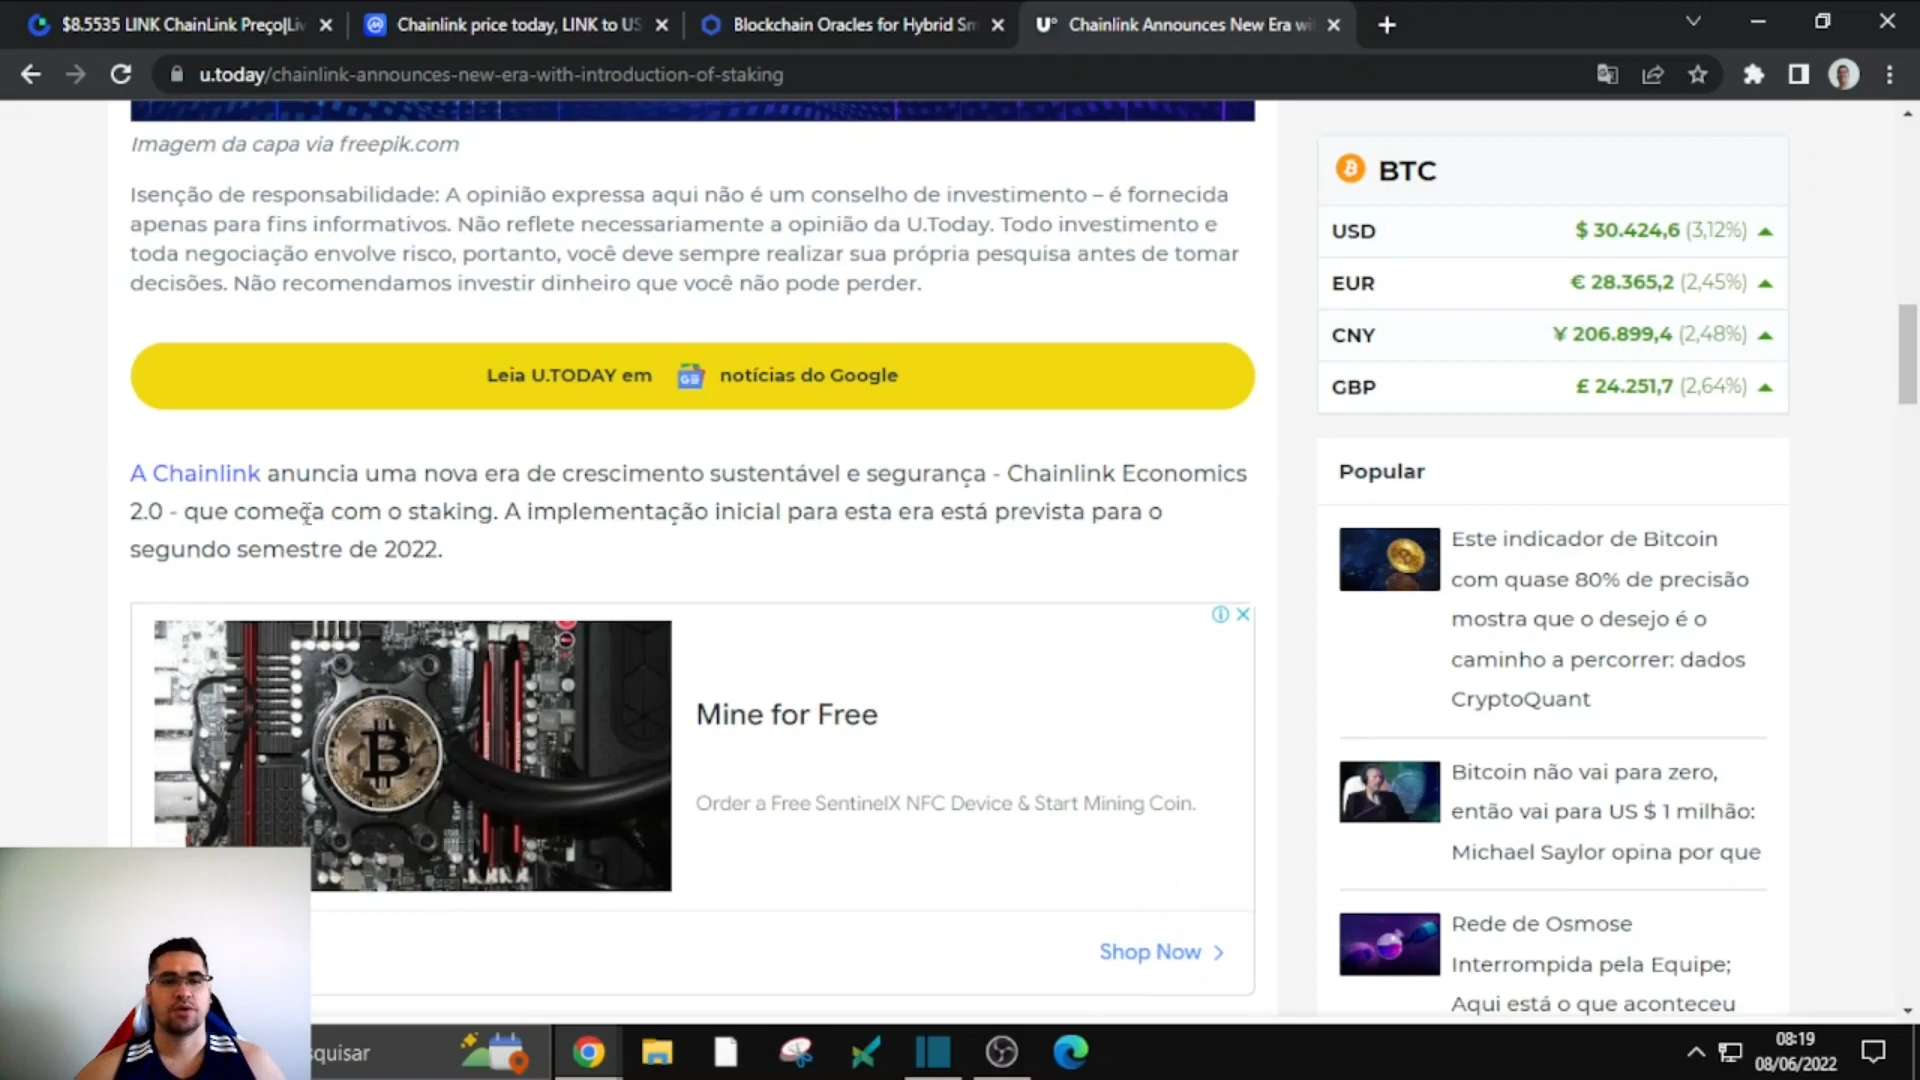 $8.5535 LINK ChainLink Preço|Liv
Chainlink price today, LINK to US
Blockchain Oracles for Hybrid Sm
U° Chainlink Announces New Era wi
u.today/chainlink-announces-new-era-with-introduction-of-staking
Imagem da capa via freepik.com
Isenção de responsabilidade: A opinião expressa aqui não é um conselho de investimento – é fornecida
apenas para fins informativos. Não reflete necessariamente a opinião da U.Today. Todo investimento e
toda negociação envolve risco, portanto, você deve sempre realizar sua própria pesquisa antes de tomar
decisões. Não recomendamos investir dinheiro que você não pode perder.
Leia U.TODAY em notícias do Google
A Chainlink anuncia uma nova era de crescimento sustentável e segurança - Chainlink Economics
2.0 - que começa com o staking. A implementação inicial para esta era está prevista para o
segundo semestre de 2022.
Mine for Free
Order a Free SentinelX NFC Device & Start Mining Coin.
Shop Now
BTC
USD $ 30.424,6 (3,12%)
EUR € 28.365,2 (2,45%)
CNY ¥ 206.899,4 (2,48%)
GBP £ 24.251,7 (2,64%)
Popular
Este indicador de Bitcoin
com quase 80% de precisão
mostra que o desejo é o
caminho a percorrer: dados
CryptoQuant
Bitcoin não vai para zero,
então vai para US $ 1 milhão:
Michael Saylor opina por que
Rede de Osmose
Interrompida pela Equipe;
Aqui está o que aconteceu
squisar
08:19
08/06/2022